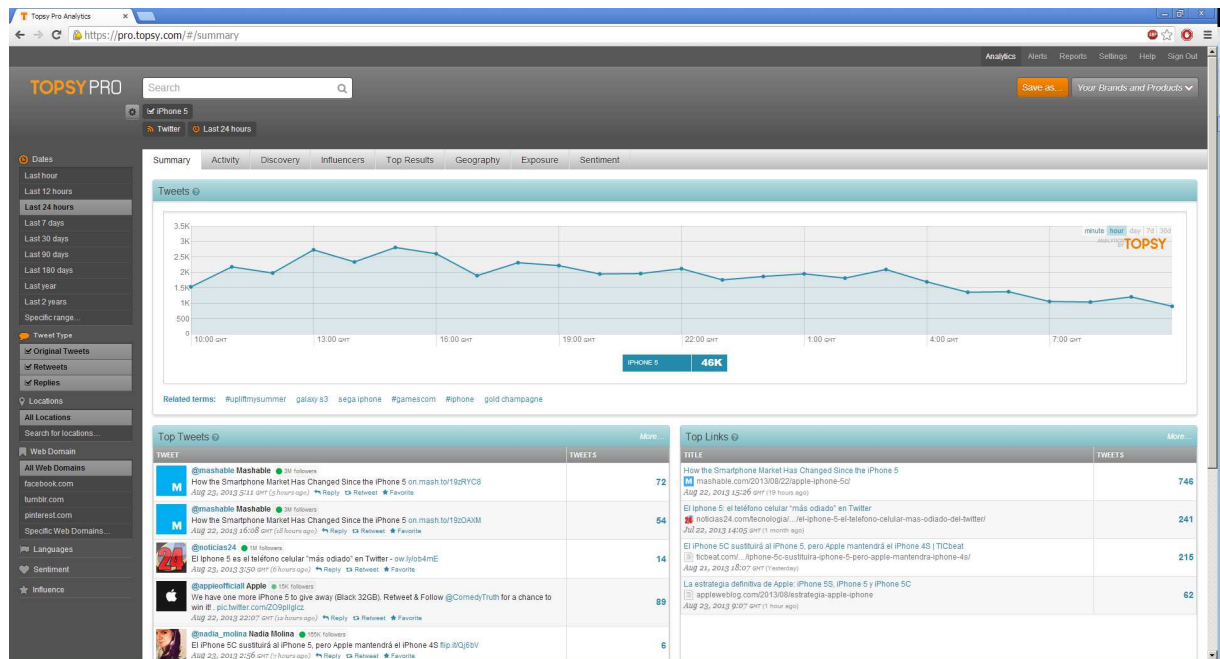 Topsy Pro Analytics
https://pro.topsy.com/#/summary
Analytics Alerts Reports Settings Help Sign Out
TOPSY PRO
Search
Save as...
Your Brands and Products
iPhone 5
Twitter
Last 24 hours
Dates
Last hour
Last 12 hours
Last 24 hours
Last 7 days
Last 30 days
Last 90 days
Last 180 days
Last year
Last 2 years
Specific range...
Tweet Type
Original Tweets
Retweets
Replies
Locations
All Locations
Search for locations...
Web Domain
All Web Domains
facebook.com
tumblr.com
pinterest.com
Specific Web Domains...
Languages
Sentiment
Influence
Summary Activity Discovery Influencers Top Results Geography Exposure Sentiment
Tweets
minute hour day 7d 30d
ANALYTICS BY TOPSY
3.5K
3K
2.5K
2K
1.5K
1K
500
0
10:00 GMT 13:00 GMT 16:00 GMT 19:00 GMT 22:00 GMT 1:00 GMT 4:00 GMT 7:00 GMT
IPHONE 5 46K
Related terms: #upliftmysummer galaxy s3 sega iphone #gamescom #iphone gold champagne
Top Tweets More...
TWEET TWEETS
@mashable Mashable 3M followers
How the Smartphone Market Has Changed Since the iPhone 5 on.mash.to/19zRYC8 72
Aug 23, 2013 5:11 GMT (5 hours ago) Reply Retweet Favorite
@mashable Mashable 3M followers
How the Smartphone Market Has Changed Since the iPhone 5 on.mash.to/19zOAXM 54
Aug 22, 2013 16:08 GMT (18 hours ago) Reply Retweet Favorite
@noticias24 1M followers
El Iphone 5 es el teléfono celular "más odiado" en Twitter - ow.ly/ob4mE 14
Aug 23, 2013 3:50 GMT (6 hours ago) Reply Retweet Favorite
@appieofficiall Apple 15K followers
We have one more iPhone 5 to give away (Black 32GB). Retweet & Follow @ComedyTruth for a chance to
win it! . pic.twitter.com/ZO9pIlgIcz 89
Aug 22, 2013 22:07 GMT (12 hours ago) Reply Retweet Favorite
@nadia_molina Nadia Molina 155K followers
El iPhone 5C sustituirá al iPhone 5, pero Apple mantendrá el iPhone 4S flip.it/Qj6bV 6
Aug 23, 2013 2:56 GMT (7 hours ago) Reply Retweet Favorite
Top Links More...
TITLE TWEETS
How the Smartphone Market Has Changed Since the iPhone 5
mashable.com/2013/08/22/apple-iphone-5c/ 746
Aug 22, 2013 15:26 GMT (19 hours ago)
El Iphone 5: el teléfono celular "más odiado" en Twitter
noticias24.com/tecnologia/.../el-iphone-5-el-telefono-celular-mas-odiado-del-twitter/ 241
Jul 22, 2013 14:05 GMT (1 month ago)
El iPhone 5C sustituirá al iPhone 5, pero Apple mantendrá el iPhone 4S | TICbeat
ticbeat.com/.../iphone-5c-sustituira-iphone-5-pero-apple-mantendra-iphone-4s/ 215
Aug 21, 2013 18:07 GMT (Yesterday)
La estrategia definitiva de Apple: iPhone 5S, iPhone 5 y iPhone 5C
appleweblog.com/2013/08/estrategia-apple-iphone 62
Aug 23, 2013 9:07 GMT (1 hour ago)